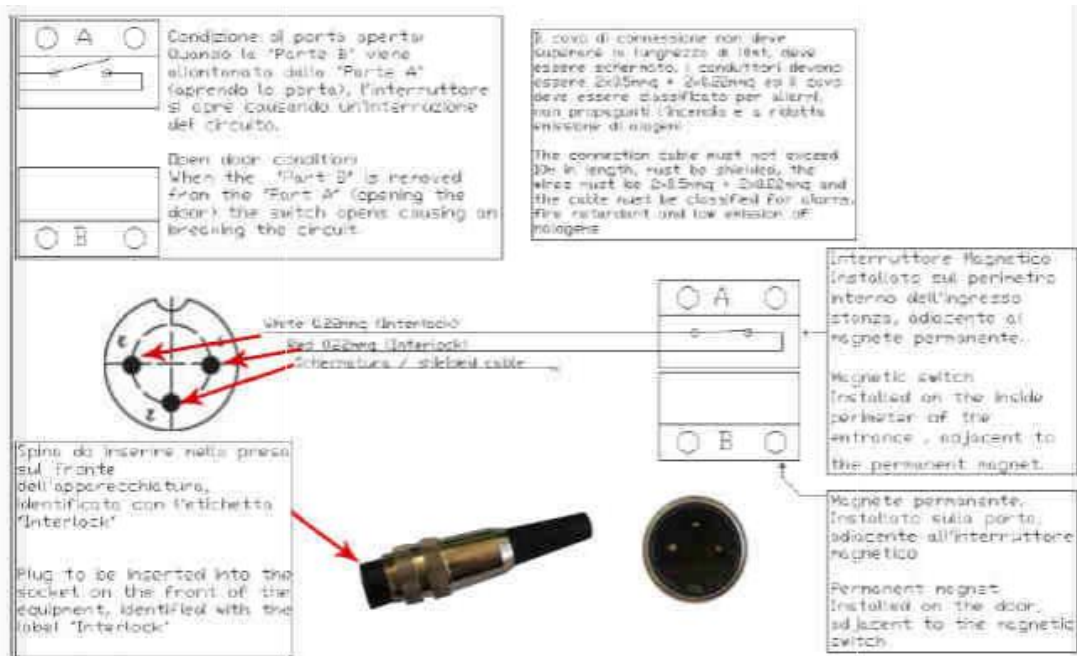 A
Condizione di porta aperta:
Quando la "Parte B" viene
allontanata dalla "Parte A"
(aprendo la porta), l'interruttore
si apre causando un'interruzione
del circuito.
Open door condition:
When the "Part B" is removed
from the "Part A" (opening the
door) the switch opens causing an
breaking the circuit.
B
Il cavo di connessione non deve
superare la lunghezza di 10mt, deve
essere schermato, i conduttori devono
essere 2x0.5mmq + 2x0.22mmq ed il cavo
deve essere classificato per allarmi,
non propaganti l'incendio e a ridotta
emissione di alogeni
The connection cable must not exceed
10m in length, must be shielded, the
wires must be 2x0.5mmq + 2x0.22mmq and
the cable must be classified for alarms,
fire retardant and low emission of
halogens
White 0.22mmq (Interlock)
Red 0.22mmq (Interlock)
Schermatura / shielded cable
3
1
2
A
B
Interruttore Magnetico
Installato sul perimetro
interno dell'ingresso
stanza, adiacente al
magnete permanente.
Magnetic switch
Installed on the inside
perimeter of the
entrance , adjacent to
the permanent magnet.
Spina da inserire nella presa
sul fronte
dell'apparecchiatura,
identificata con l'etichetta
"Interlock"
Plug to be inserted into the
socket on the front of the
equipment, identified with the
label "Interlock"
Magnete permanente.
Installato sulla porta,
adiacente all'interruttore
magnetico
Permanent magnet
Installed on the door,
adjacent to the magnetic
switch